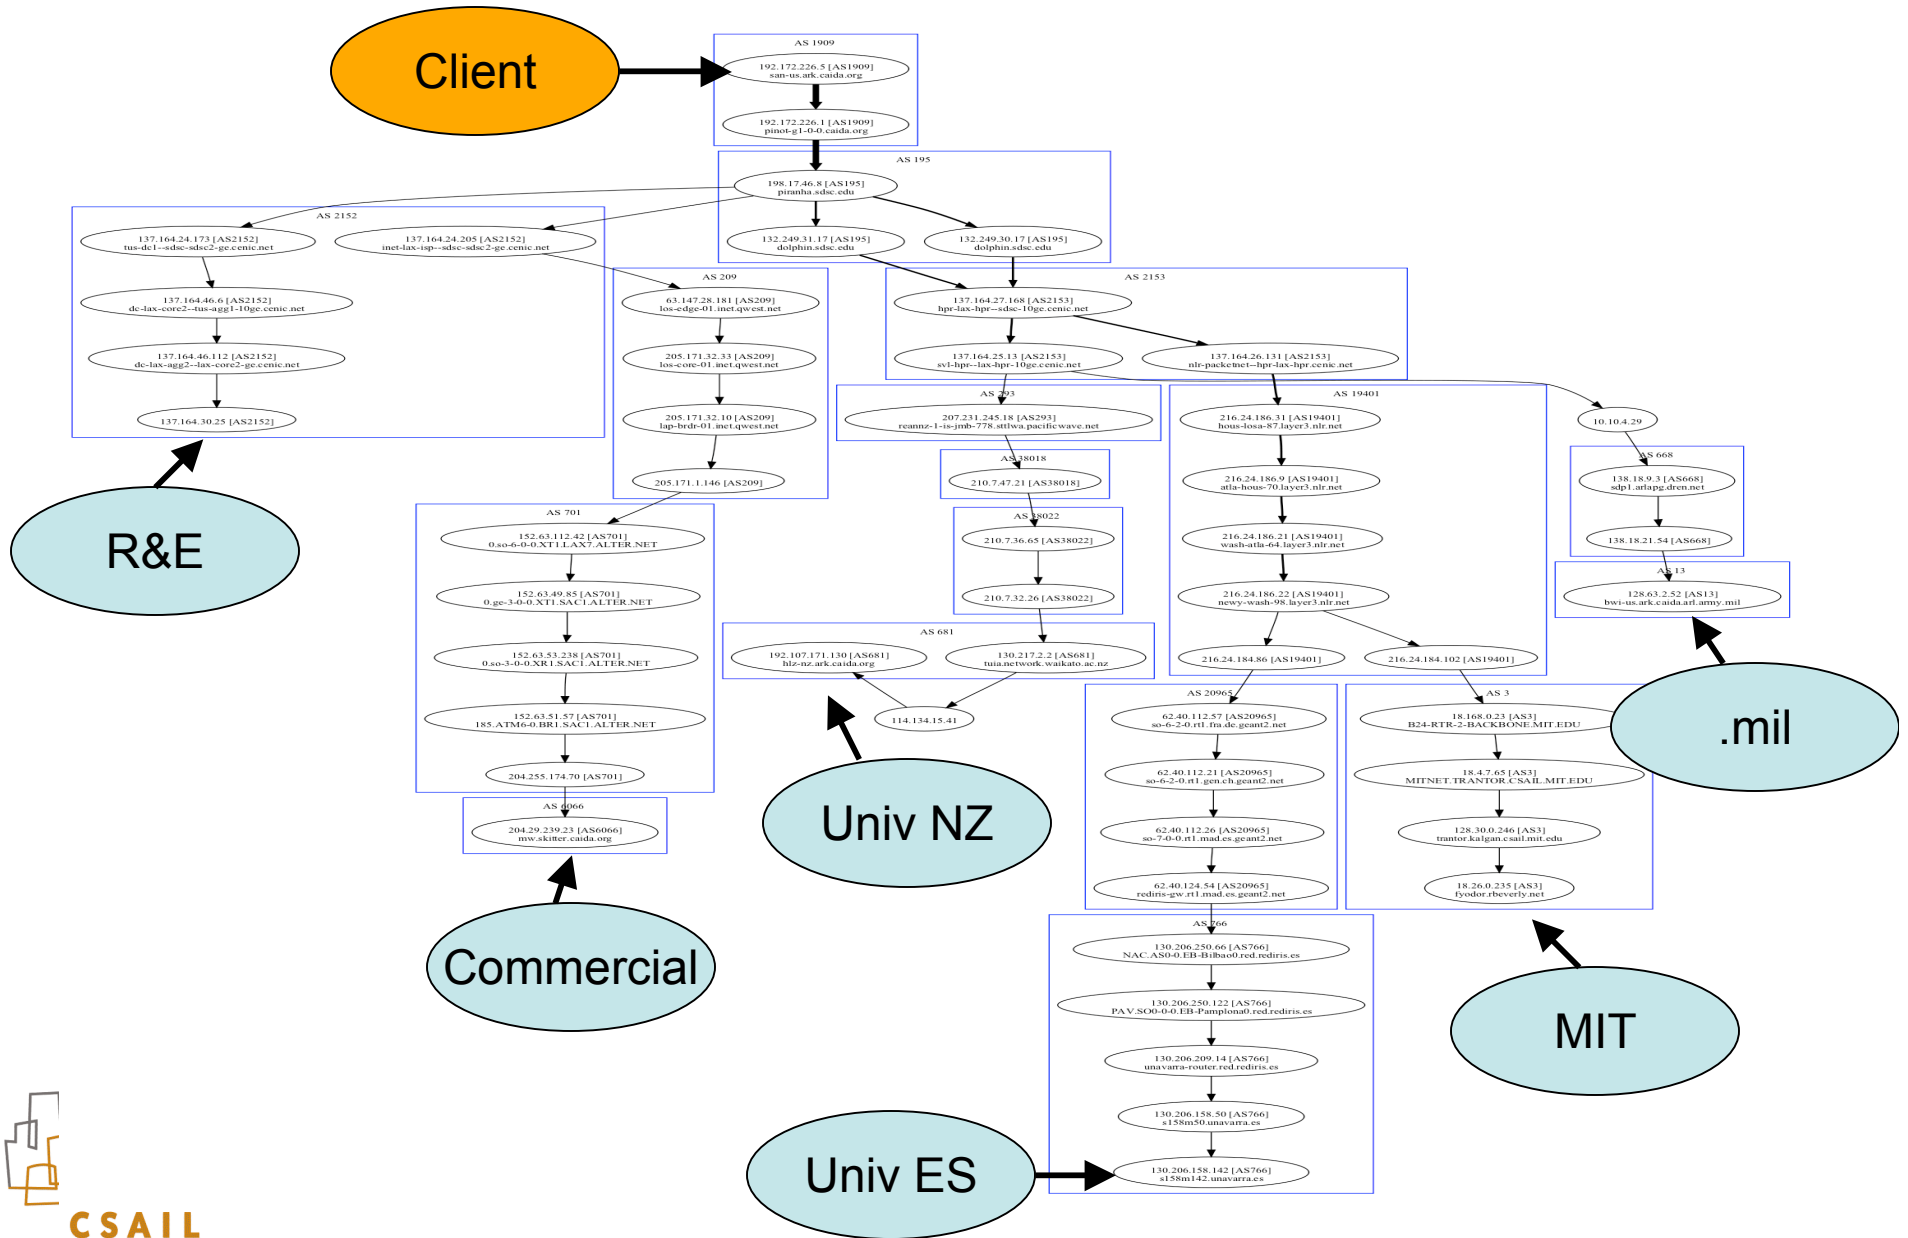 Client
AS 1909
192.172.226.5 [AS1909]
san-us.ark.caida.org
192.172.226.1 [AS1909]
pinot-g1-0-0.caida.org
AS 195
198.17.46.8 [AS195]
piranha.sdsc.edu
132.249.31.17 [AS195]
dolphin.sdsc.edu
132.249.30.17 [AS195]
dolphin.sdsc.edu
AS 2152
137.164.24.173 [AS2152]
tus-dc1--sdsc-sdsc2-ge.cenic.net
137.164.24.205 [AS2152]
inet-lax-isp--sdsc-sdsc2-ge.cenic.net
137.164.46.6 [AS2152]
dc-lax-core2--tus-agg1-10ge.cenic.net
137.164.46.112 [AS2152]
dc-lax-agg2--lax-core2-ge.cenic.net
137.164.30.25 [AS2152]
R&E
AS 209
63.147.28.181 [AS209]
los-edge-01.inet.qwest.net
205.171.32.33 [AS209]
los-core-01.inet.qwest.net
205.171.32.10 [AS209]
lap-brdr-01.inet.qwest.net
205.171.1.146 [AS209]
AS 701
152.63.112.42 [AS701]
0.so-6-0-0.XT1.LAX7.ALTER.NET
152.63.49.85 [AS701]
0.ge-3-0-0.XT1.SAC1.ALTER.NET
152.63.53.238 [AS701]
0.so-3-0-0.XR1.SAC1.ALTER.NET
152.63.51.57 [AS701]
185.ATM6-0.BR1.SAC1.ALTER.NET
204.255.174.70 [AS701]
AS 6066
204.29.239.23 [AS6066]
mw.skitter.caida.org
Commercial
AS 2153
137.164.27.168 [AS2153]
hpr-lax-hpr--sdsc-10ge.cenic.net
137.164.25.13 [AS2153]
svl-hpr--lax-hpr-10ge.cenic.net
137.164.26.131 [AS2153]
nlr-packetnet--hpr-lax-hpr.cenic.net
AS 293
207.231.245.18 [AS293]
reannz-1-is-jmb-778.sttlwa.pacificwave.net
AS 38018
210.7.47.21 [AS38018]
AS 38022
210.7.36.65 [AS38022]
210.7.32.26 [AS38022]
AS 681
192.107.171.130 [AS681]
hlz-nz.ark.caida.org
130.217.2.2 [AS681]
tuia.network.waikato.ac.nz
114.134.15.41
Univ NZ
AS 19401
216.24.186.31 [AS19401]
hous-losa-87.layer3.nlr.net
216.24.186.9 [AS19401]
atla-hous-70.layer3.nlr.net
216.24.186.21 [AS19401]
wash-atla-64.layer3.nlr.net
216.24.186.22 [AS19401]
newy-wash-98.layer3.nlr.net
216.24.184.86 [AS19401]
216.24.184.102 [AS19401]
10.10.4.29
AS 668
138.18.9.3 [AS668]
sdp1.arlapg.dren.net
138.18.21.54 [AS668]
AS 13
128.63.2.52 [AS13]
bwi-us.ark.caida.arl.army.mil
.mil
AS 20965
62.40.112.57 [AS20965]
so-6-2-0.rt1.fra.de.geant2.net
62.40.112.21 [AS20965]
so-6-2-0.rt1.gen.ch.geant2.net
62.40.112.26 [AS20965]
so-7-0-0.rt1.mad.es.geant2.net
62.40.124.54 [AS20965]
rediris-gw.rt1.mad.es.geant2.net
AS 3
18.168.0.23 [AS3]
B24-RTR-2-BACKBONE.MIT.EDU
18.4.7.65 [AS3]
MITNET.TRANTOR.CSAIL.MIT.EDU
128.30.0.246 [AS3]
trantor.kalgan.csail.mit.edu
18.26.0.235 [AS3]
fyodor.rbeverly.net
MIT
AS 766
130.206.250.66 [AS766]
NAC.AS0-0.EB-Bilbao0.red.rediris.es
130.206.250.122 [AS766]
PAV.SO0-0-0.EB-Pamplona0.red.rediris.es
130.206.209.14 [AS766]
unavarra-router.red.rediris.es
130.206.158.50 [AS766]
s158m50.unavarra.es
130.206.158.142 [AS766]
s158m142.unavarra.es
Univ ES
CSAIL